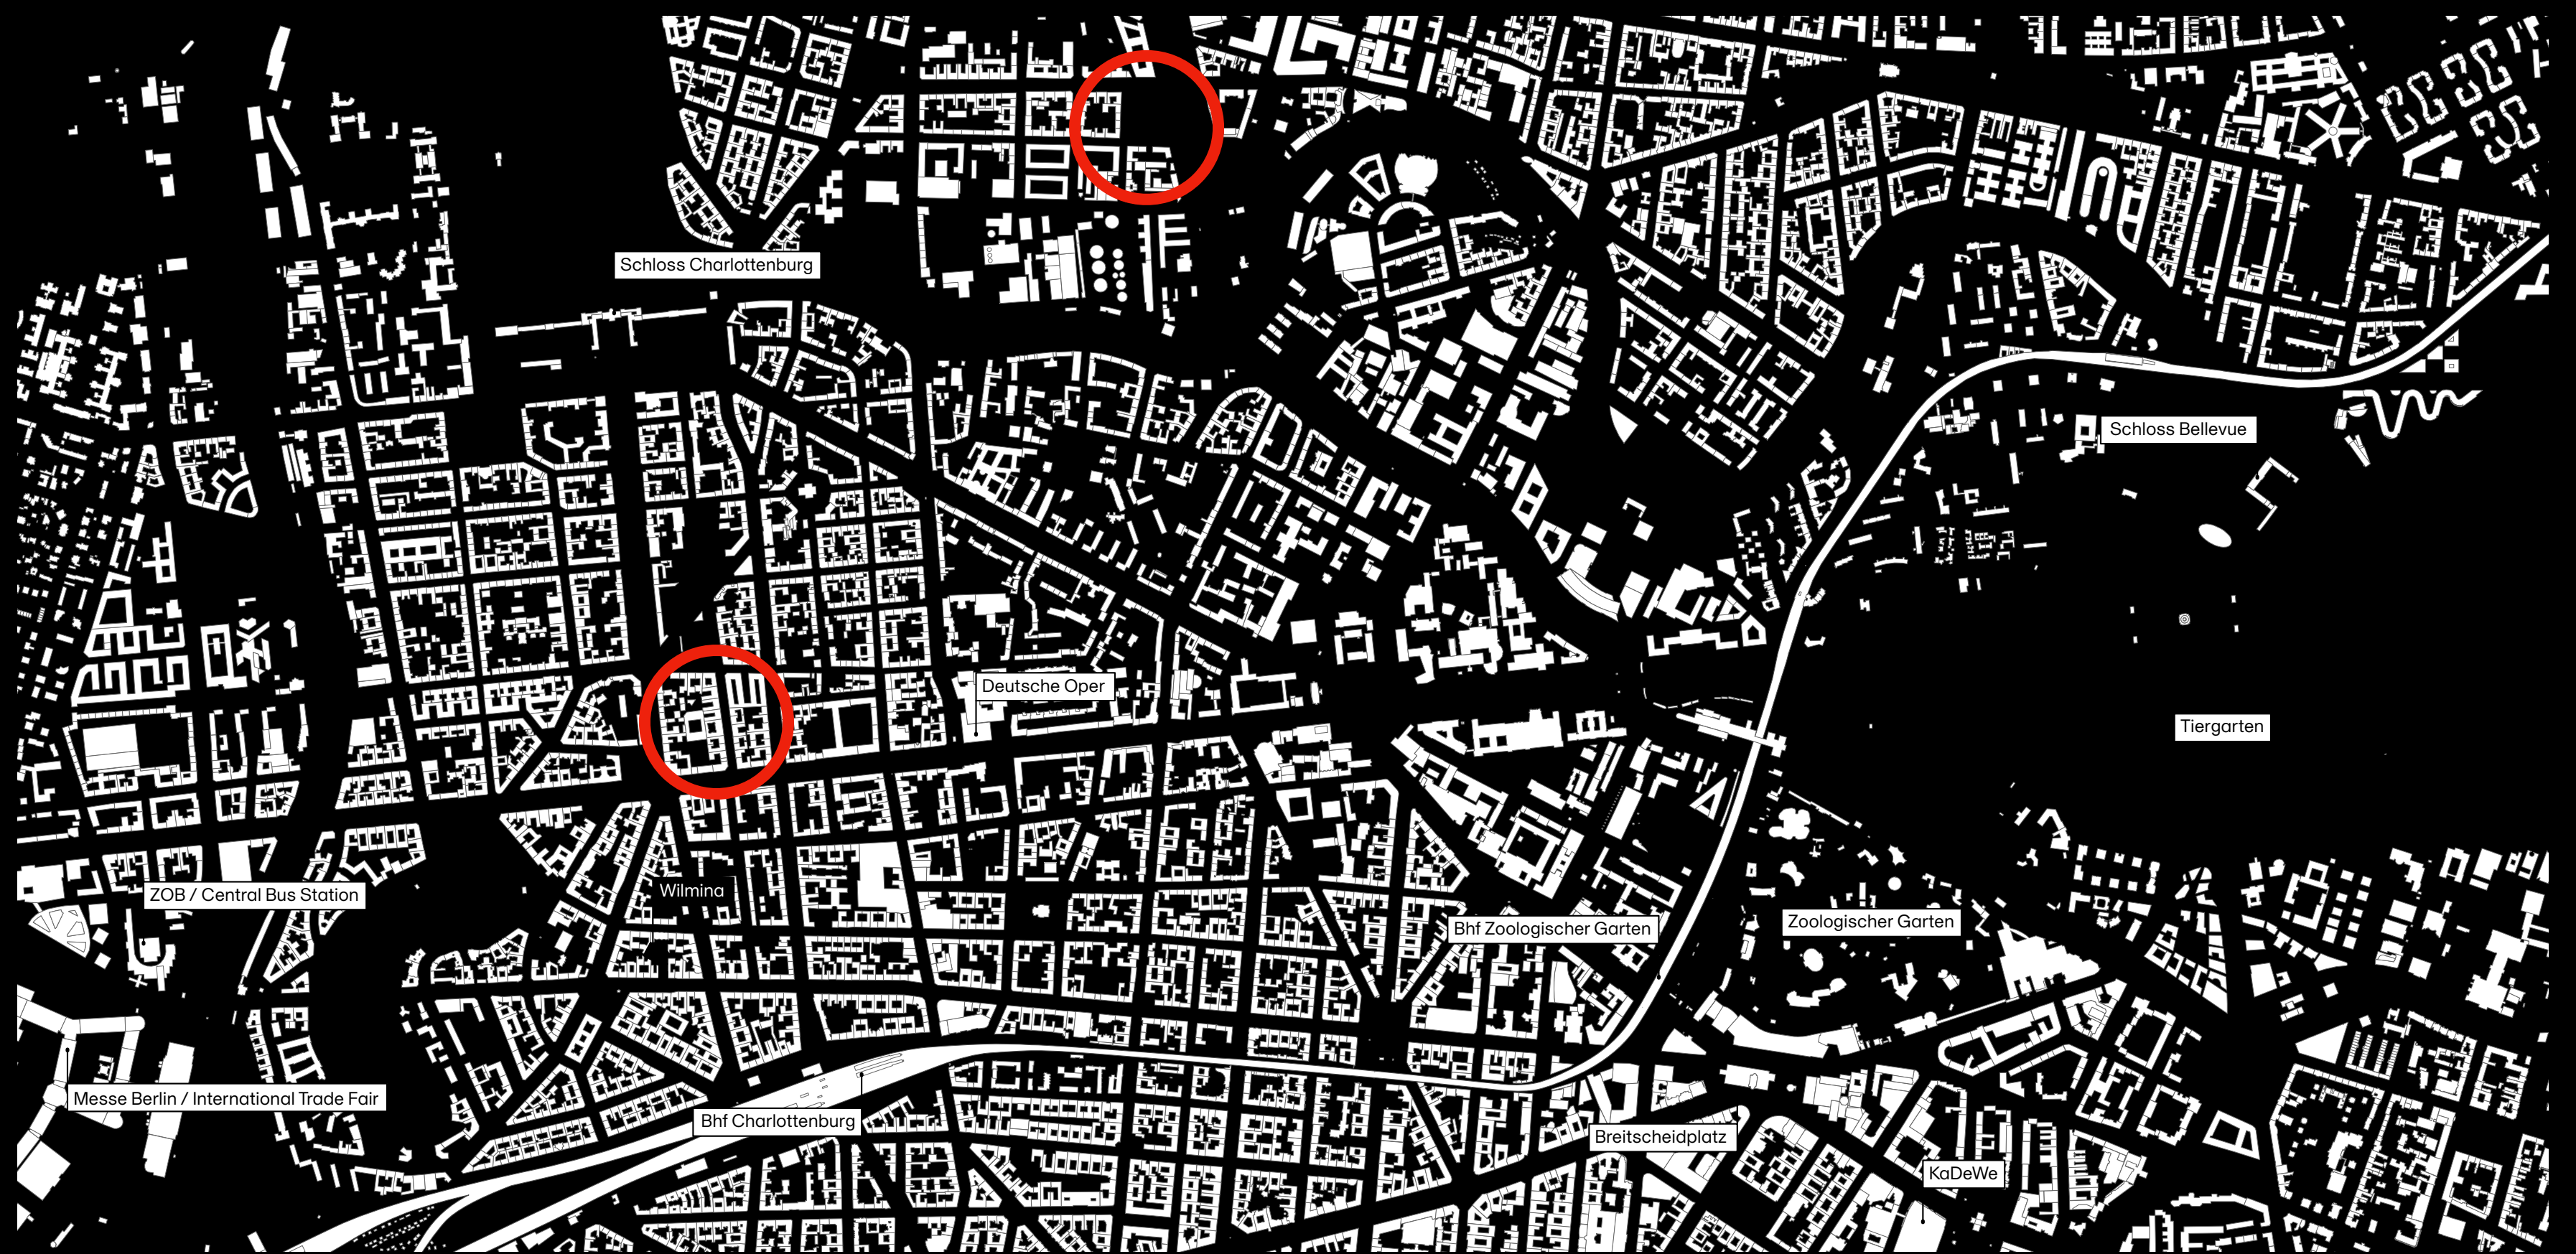 Schloss Charlottenburg
Schloss Bellevue
Deutsche Oper
Tiergarten
Wilmina
ZOB / Central Bus Station
Bhf Zoologischer Garten
Zoologischer Garten
Messe Berlin / International Trade Fair
Bhf Charlottenburg
Breitscheidplatz
KaDeWe